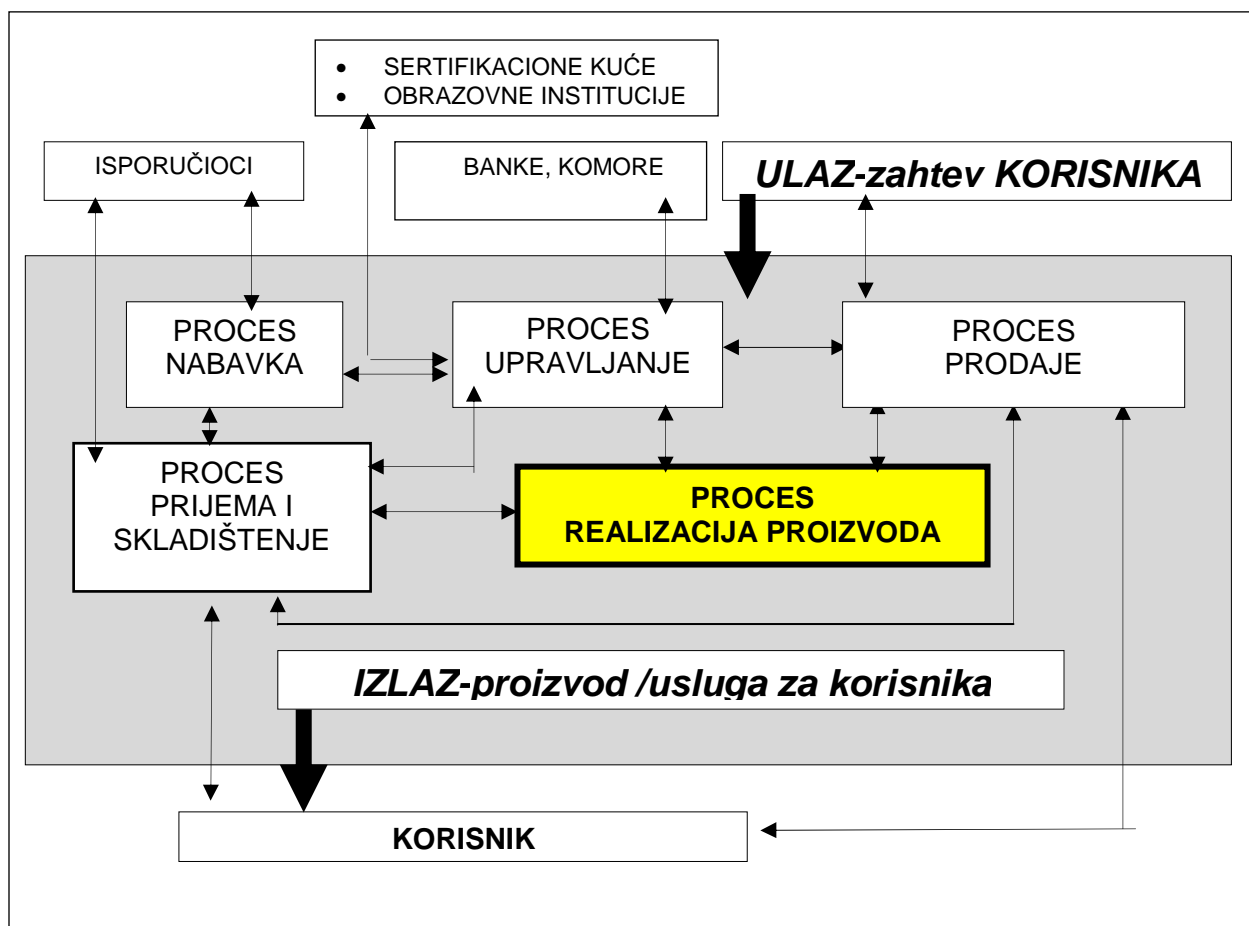 • SERTIFIKACIONE KUĆE
• OBRAZOVNE INSTITUCIJE
ISPORUČIOCI
BANKE, KOMORE
ULAZ-zahtev KORISNIKA
PROCES
NABAVKA
PROCES
UPRAVLJANJE
PROCES
PRODAJE
PROCES
PRIJEMA I
SKLADIŠTENJE
PROCES
REALIZACIJA PROIZVODA
IZLAZ-proizvod /usluga za korisnika
KORISNIK